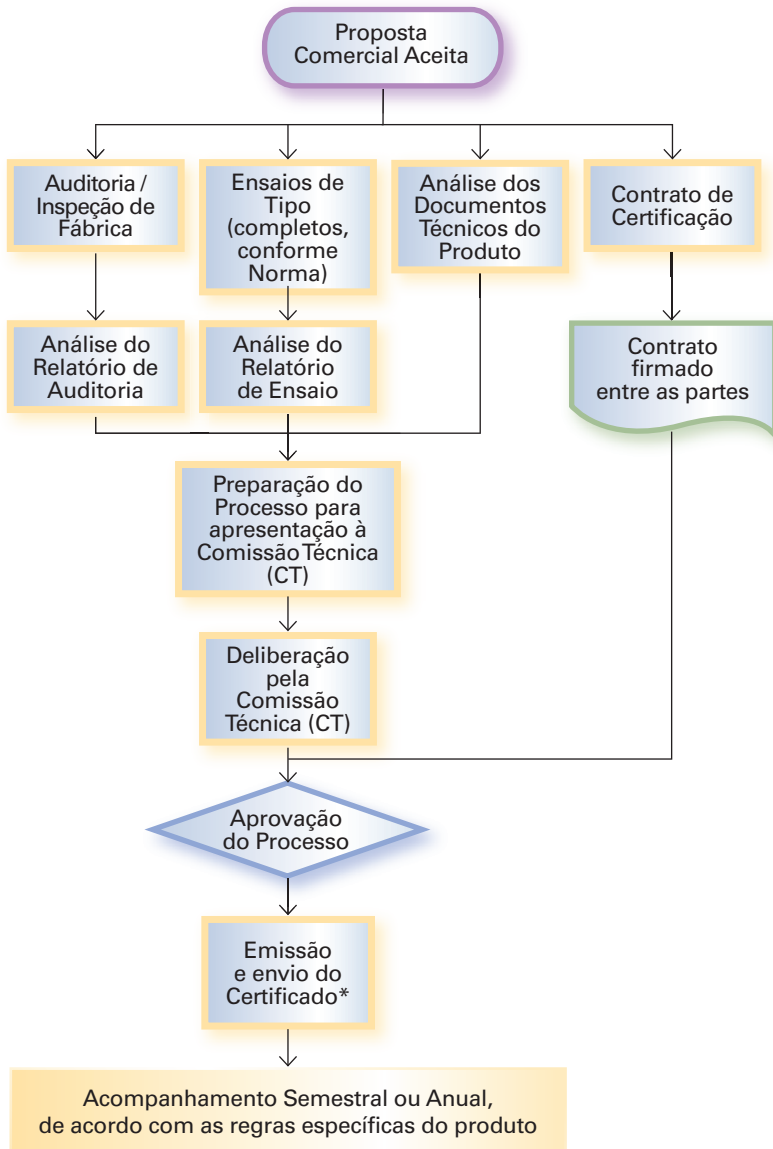 Proposta
Comercial Aceita
Auditoria /
Inspeção de
Fábrica
Ensaios de
Tipo
(completos,
conforme
Norma)
Análise dos
Documentos
Técnicos do
Produto
Contrato de
Certificação
Análise do
Relatório de
Auditoria
Análise do
Relatório
de Ensaio
Contrato
firmado
entre as partes
Preparação do
Processo para
apresentação à
Comissão Técnica
(CT)
Deliberação
pela
Comissão
Técnica (CT)
Aprovação
do Processo
Emissão
e envio do
Certificado*
Acompanhamento Semestral ou Anual,
de acordo com as regras específicas do produto